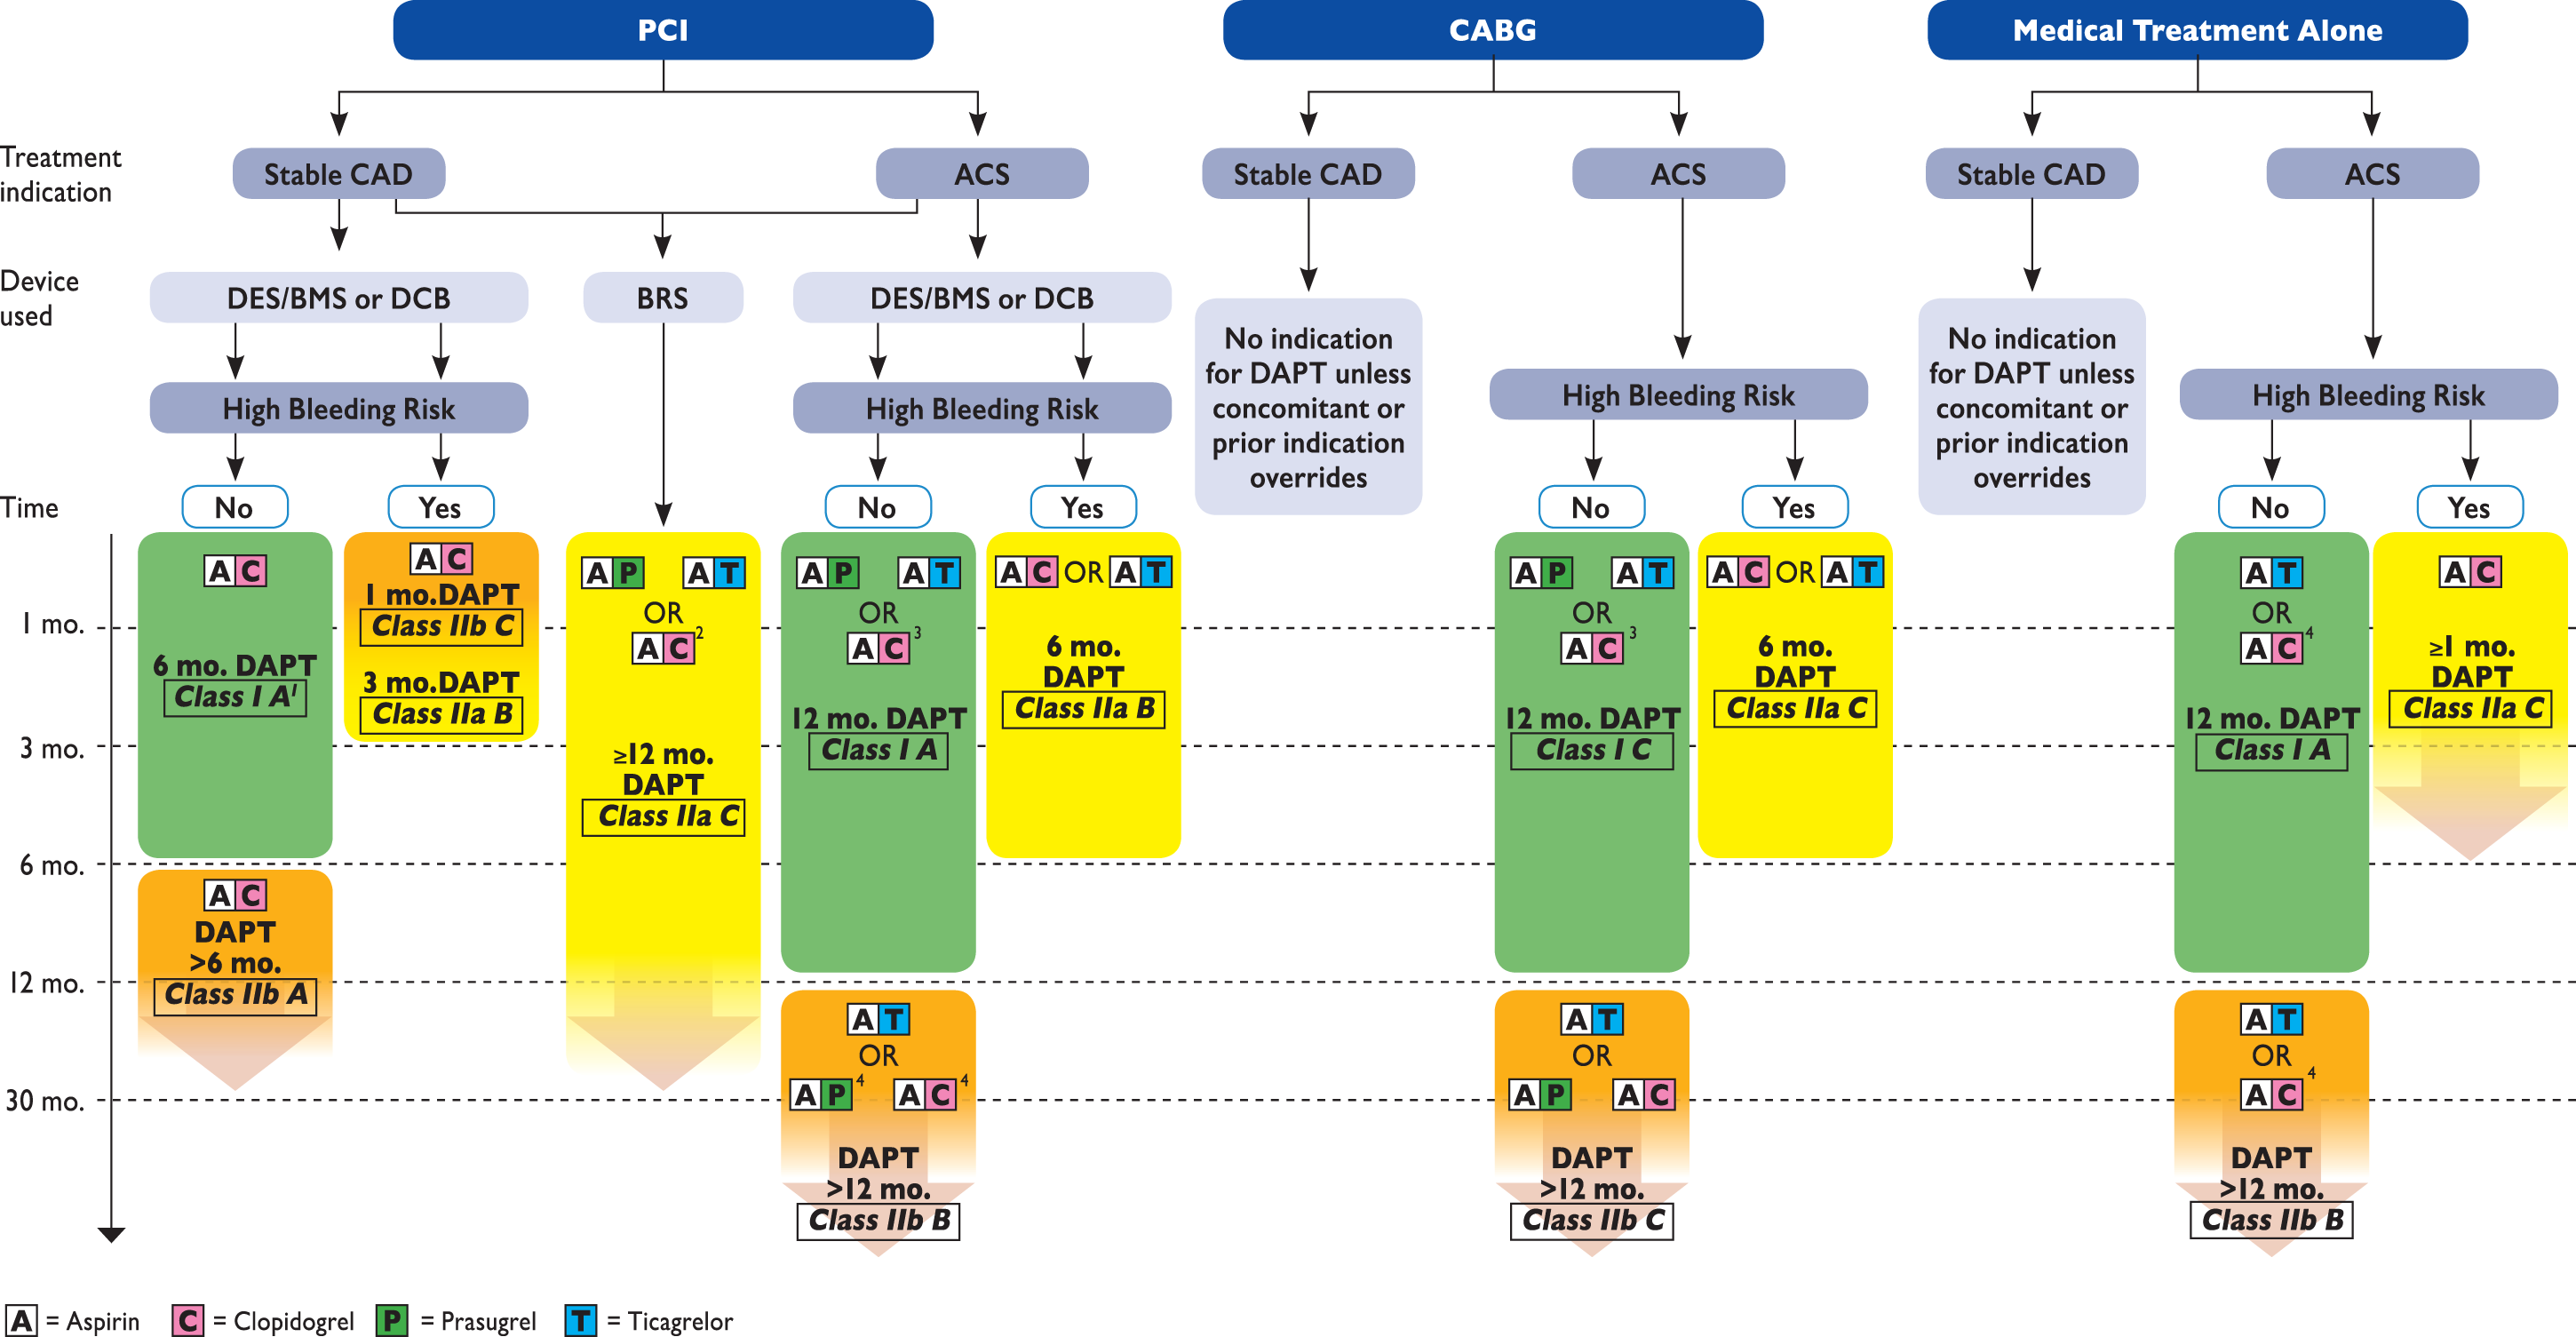 PCI
CABG
Medical Treatment Alone
Treatment
indication
Stable CAD
ACS
Stable CAD
ACS
Stable CAD
ACS
Device
used
DES/BMS or DCB
BRS
DES/BMS or DCB
No indication
for DAPT unless
concomitant or
prior indication
overrides
No indication
for DAPT unless
concomitant or
prior indication
overrides
High Bleeding Risk
High Bleeding Risk
High Bleeding Risk
High Bleeding Risk
Time
No
Yes
No
Yes
No
Yes
No
Yes
1 mo.
3 mo.
6 mo.
12 mo.
30 mo.
A C
6 mo. DAPT
Class I A¹
A C
DAPT
>6 mo.
Class IIb A
A C
1 mo.DAPT
Class IIb C
3 mo.DAPT
Class IIa B
A P A T
OR
A C ²
≥12 mo.
DAPT
Class IIa C
A P A T
OR
A C ³
12 mo. DAPT
Class I A
A T
OR
A P ⁴ A C ⁴
DAPT
>12 mo.
Class IIb B
A C OR A T
6 mo.
DAPT
Class IIa B
A P A T
OR
A C ³
12 mo. DAPT
Class I C
A T
OR
A P A C
DAPT
>12 mo.
Class IIb C
A C OR A T
6 mo.
DAPT
Class IIa C
A T
OR
A C ⁴
12 mo. DAPT
Class I A
A T
OR
A C ⁴
DAPT
>12 mo.
Class IIb B
A C
≥1 mo.
DAPT
Class IIa C
A = Aspirin C = Clopidogrel P = Prasugrel T = Ticagrelor